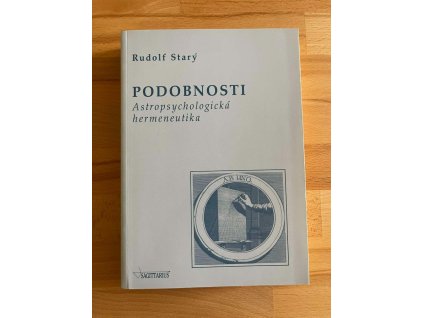 Rudolf Starý
PODOBNOSTI
Astropsychologická
hermeneutika
SAGITTARIUS